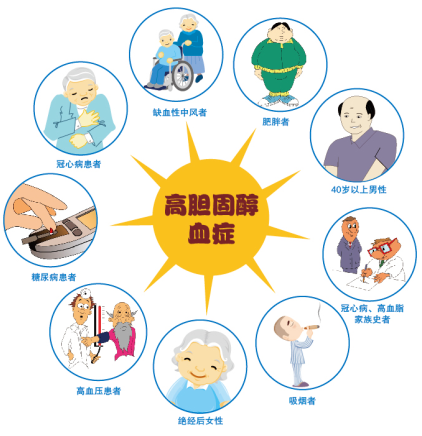 缺血性中风者
肥胖者
冠心病患者
40岁以上男性
高胆固醇
血症
糖尿病患者
冠心病、高血脂
家族史者
高血压患者
吸烟者
绝经后女性